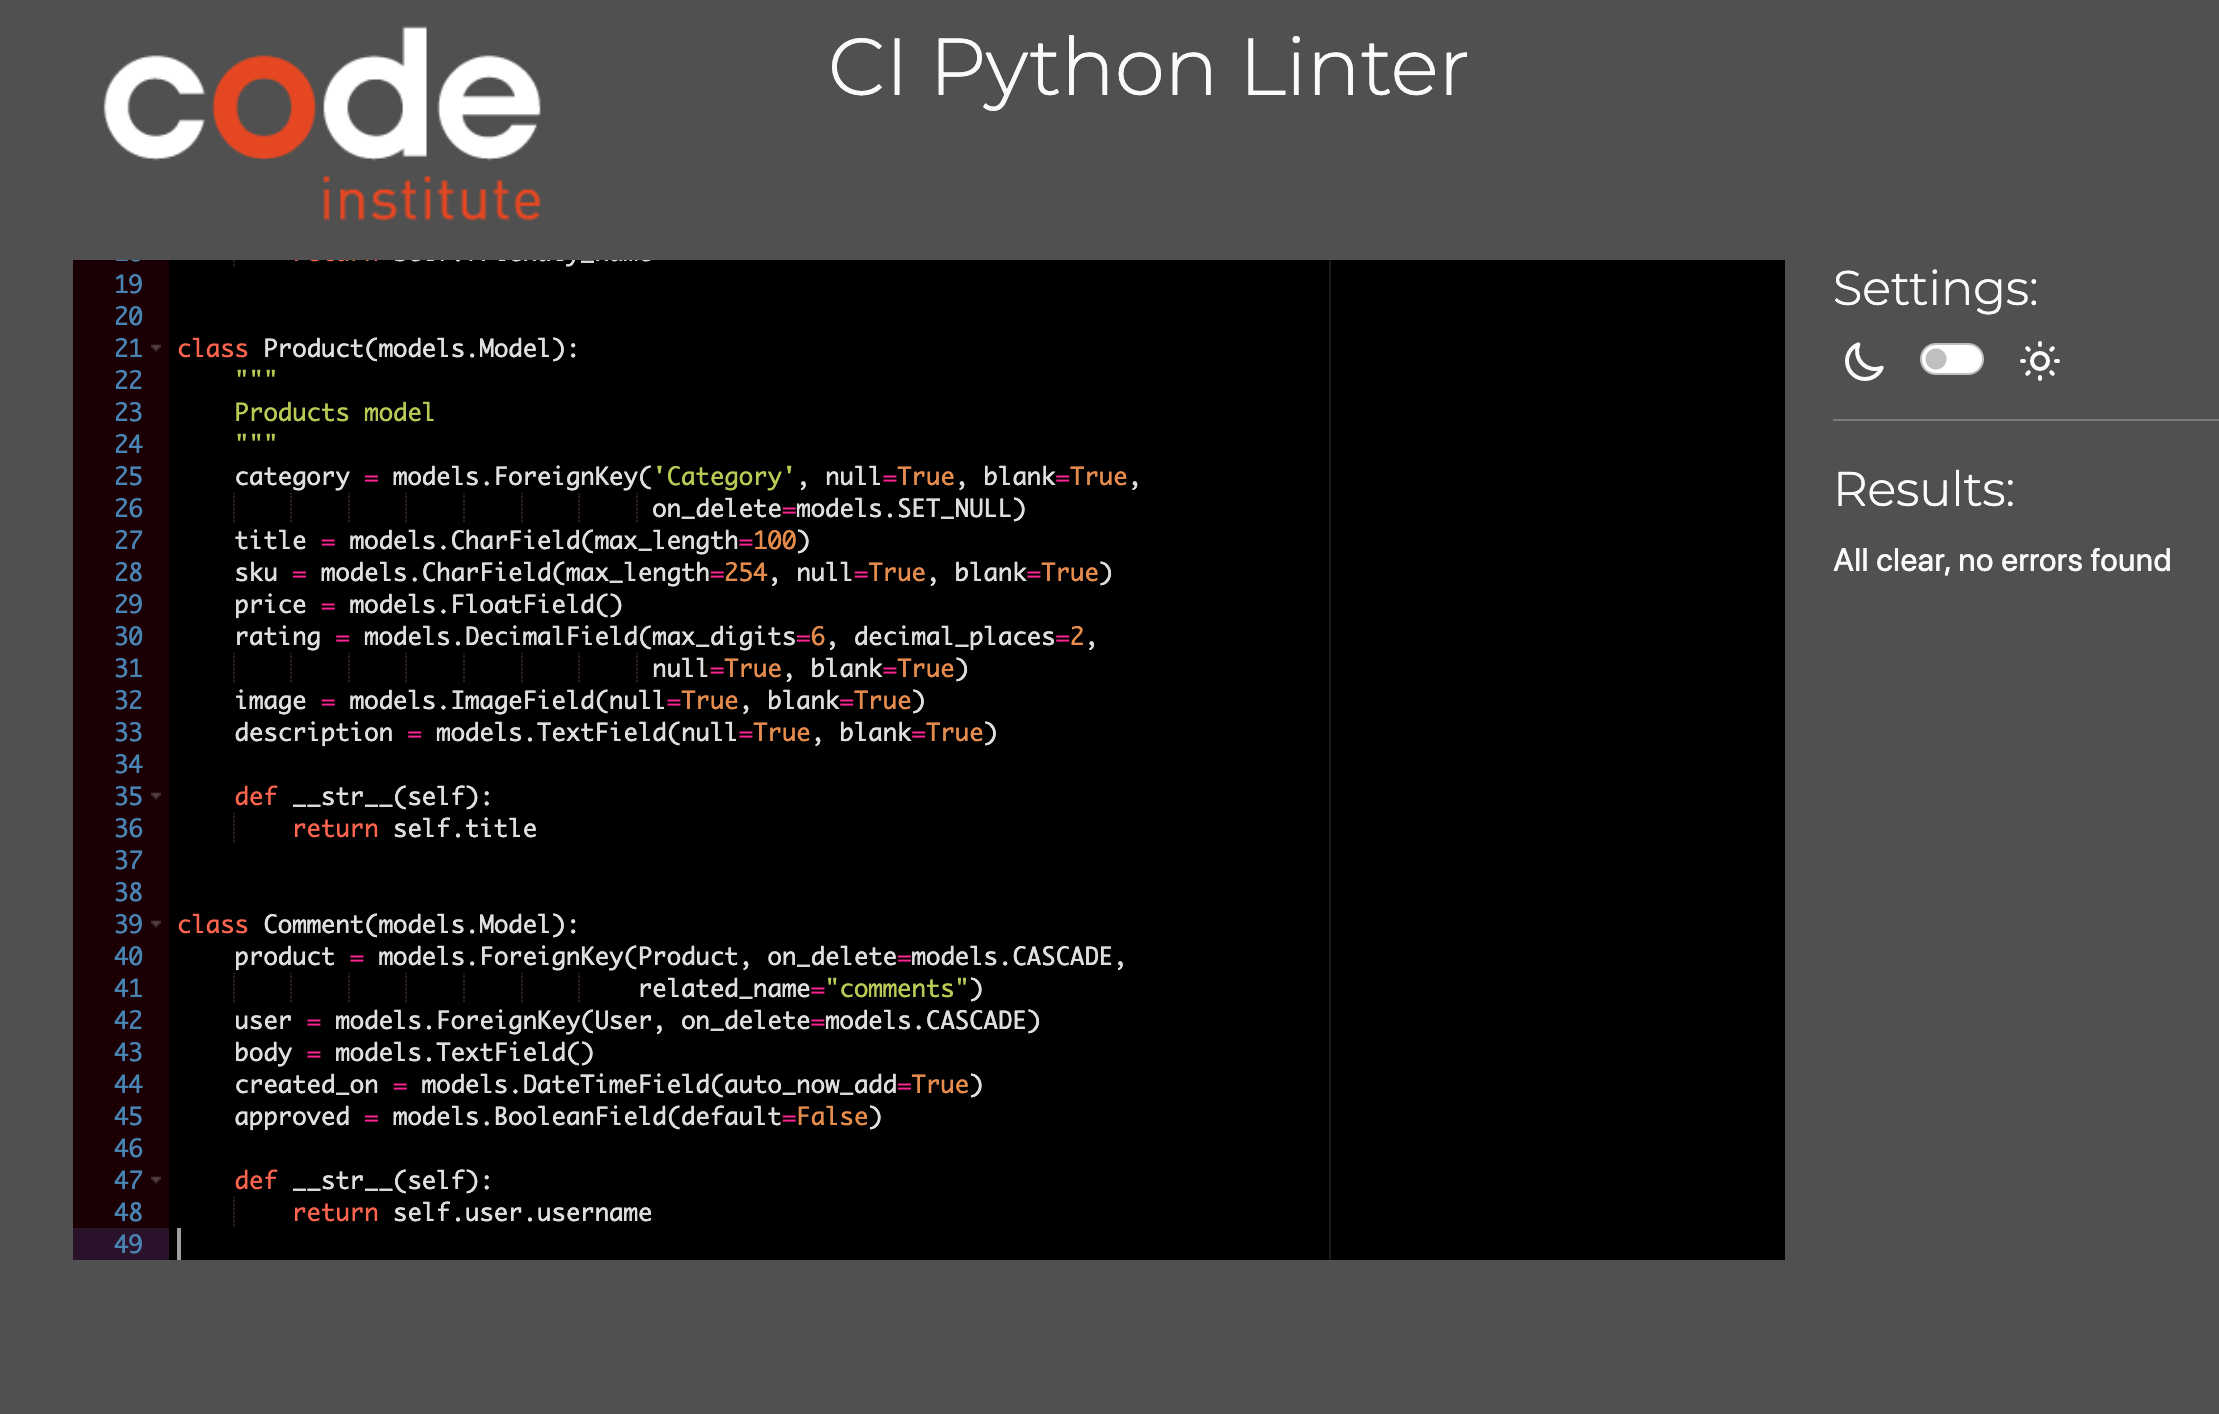 code
institute
CI Python Linter
19
20
21 class Product(models.Model):
22     """
23     Products model
24     """
25     category = models.ForeignKey('Category', null=True, blank=True,
26                                  on_delete=models.SET_NULL)
27     title = models.CharField(max_length=100)
28     sku = models.CharField(max_length=254, null=True, blank=True)
29     price = models.FloatField()
30     rating = models.DecimalField(max_digits=6, decimal_places=2,
31                                  null=True, blank=True)
32     image = models.ImageField(null=True, blank=True)
33     description = models.TextField(null=True, blank=True)
34
35     def __str__(self):
36         return self.title
37
38
39 class Comment(models.Model):
40     product = models.ForeignKey(Product, on_delete=models.CASCADE,
41                                 related_name="comments")
42     user = models.ForeignKey(User, on_delete=models.CASCADE)
43     body = models.TextField()
44     created_on = models.DateTimeField(auto_now_add=True)
45     approved = models.BooleanField(default=False)
46
47     def __str__(self):
48         return self.user.username
49
Settings:
Results:
All clear, no errors found